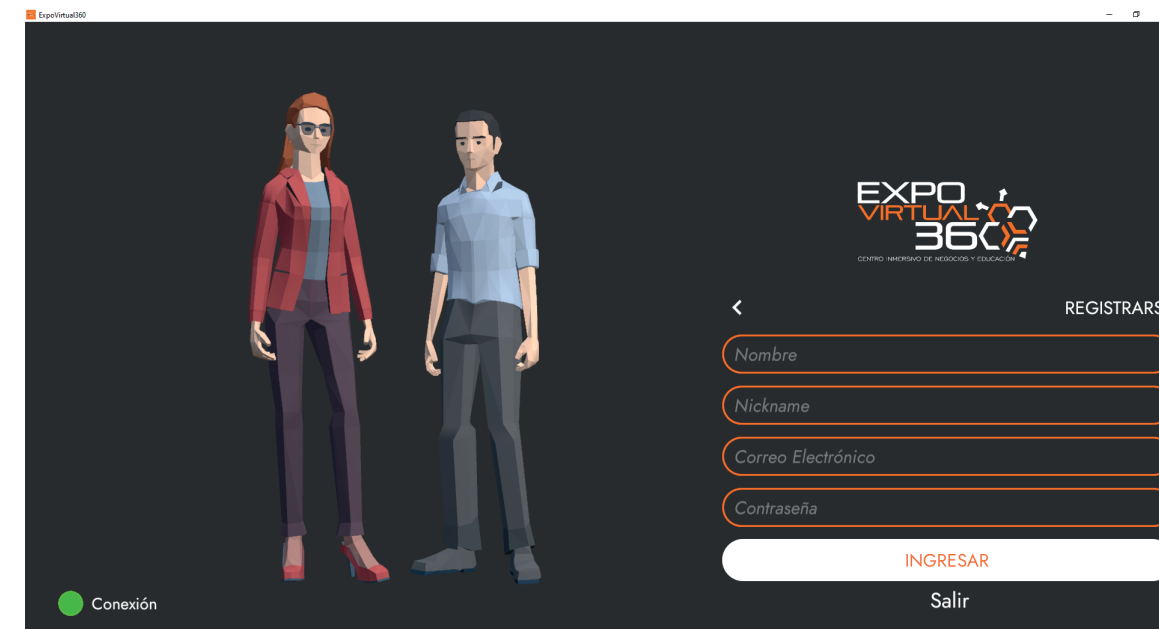 ExpoVirtual360
EXPO
VIRTUAL
360
CENTRO INMERSIVO DE NEGOCIOS Y EDUCACIÓN
REGISTRARS
Nombre
Nickname
Correo Electrónico
Contraseña
INGRESAR
Salir
Conexión